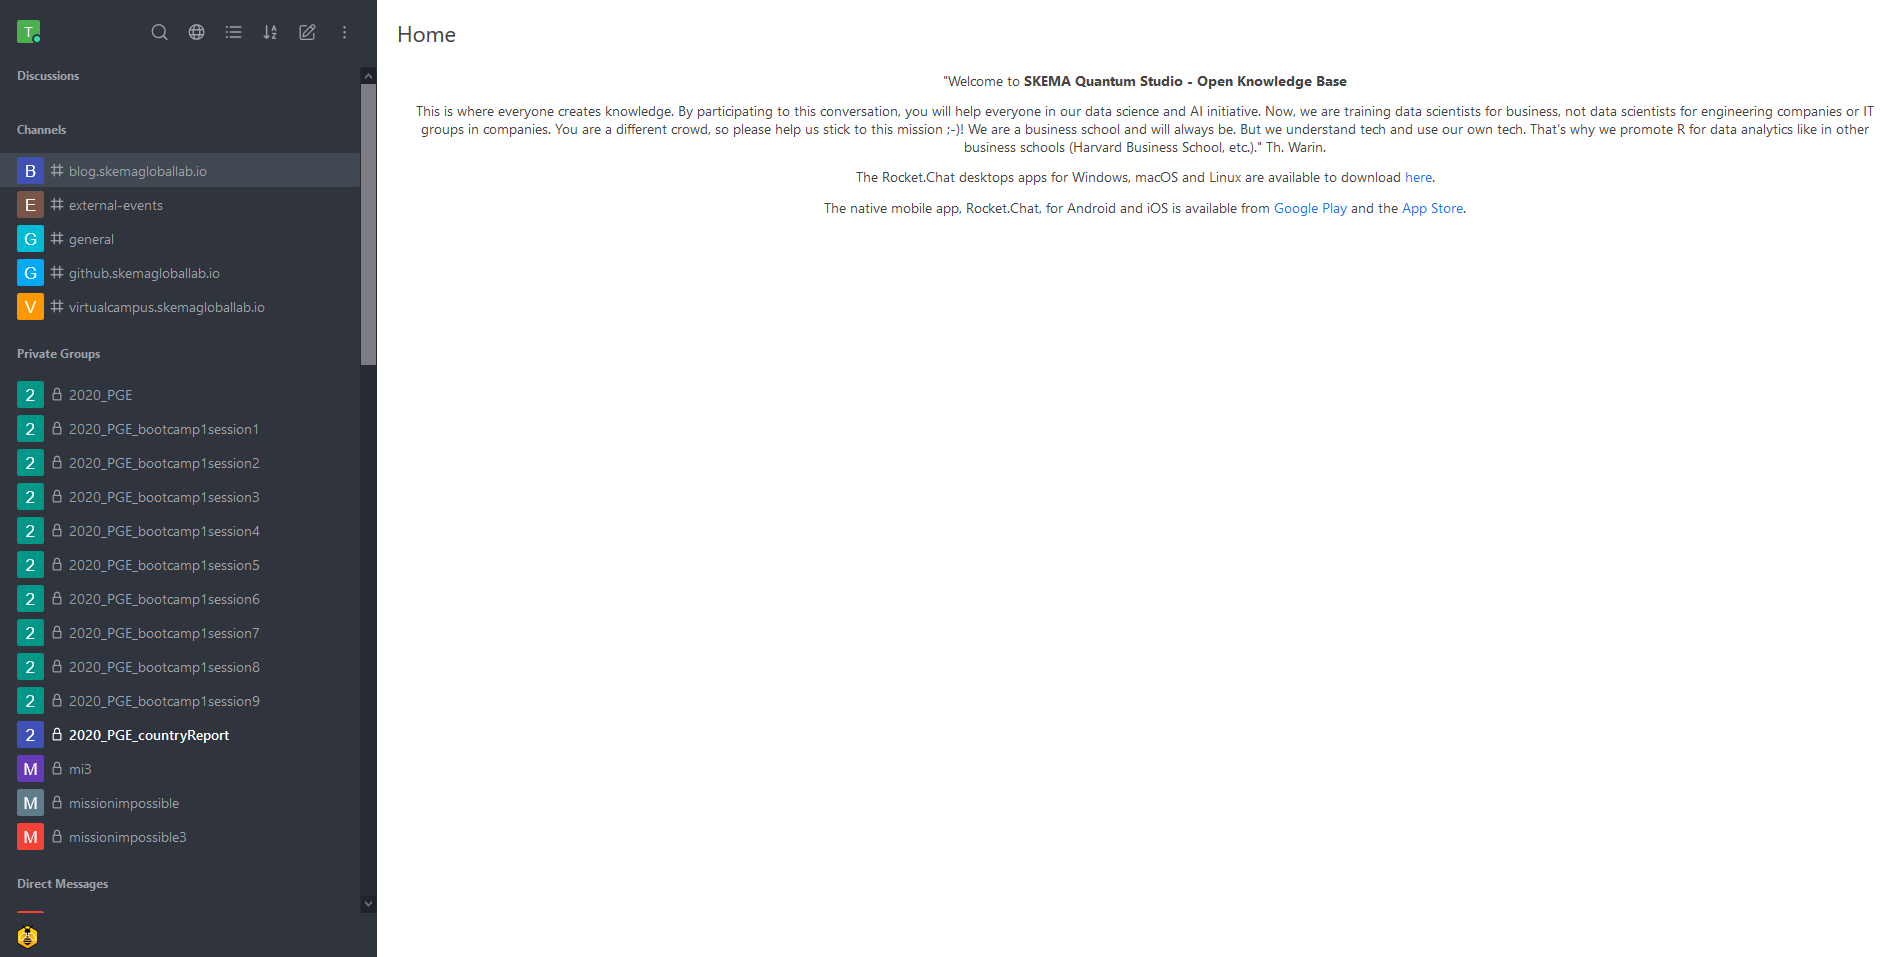 T
Home
Discussions
Channels
B # blog.skemagloballab.io
E # external-events
G # general
G # github.skemagloballab.io
V # virtualcampus.skemagloballab.io
Private Groups
2 2020_PGE
2 2020_PGE_bootcamp1session1
2 2020_PGE_bootcamp1session2
2 2020_PGE_bootcamp1session3
2 2020_PGE_bootcamp1session4
2 2020_PGE_bootcamp1session5
2 2020_PGE_bootcamp1session6
2 2020_PGE_bootcamp1session7
2 2020_PGE_bootcamp1session8
2 2020_PGE_bootcamp1session9
2 2020_PGE_countryReport
M mi3
M missionimpossible
M missionimpossible3
Direct Messages
"Welcome to SKEMA Quantum Studio - Open Knowledge Base
This is where everyone creates knowledge. By participating to this conversation, you will help everyone in our data science and AI initiative. Now, we are training data scientists for business, not data scientists for engineering companies or IT
groups in companies. You are a different crowd, so please help us stick to this mission ;-)! We are a business school and will always be. But we understand tech and use our own tech. That's why we promote R for data analytics like in other
business schools (Harvard Business School, etc.)." Th. Warin.
The Rocket.Chat desktops apps for Windows, macOS and Linux are available to download here.
The native mobile app, Rocket.Chat, for Android and iOS is available from Google Play and the App Store.